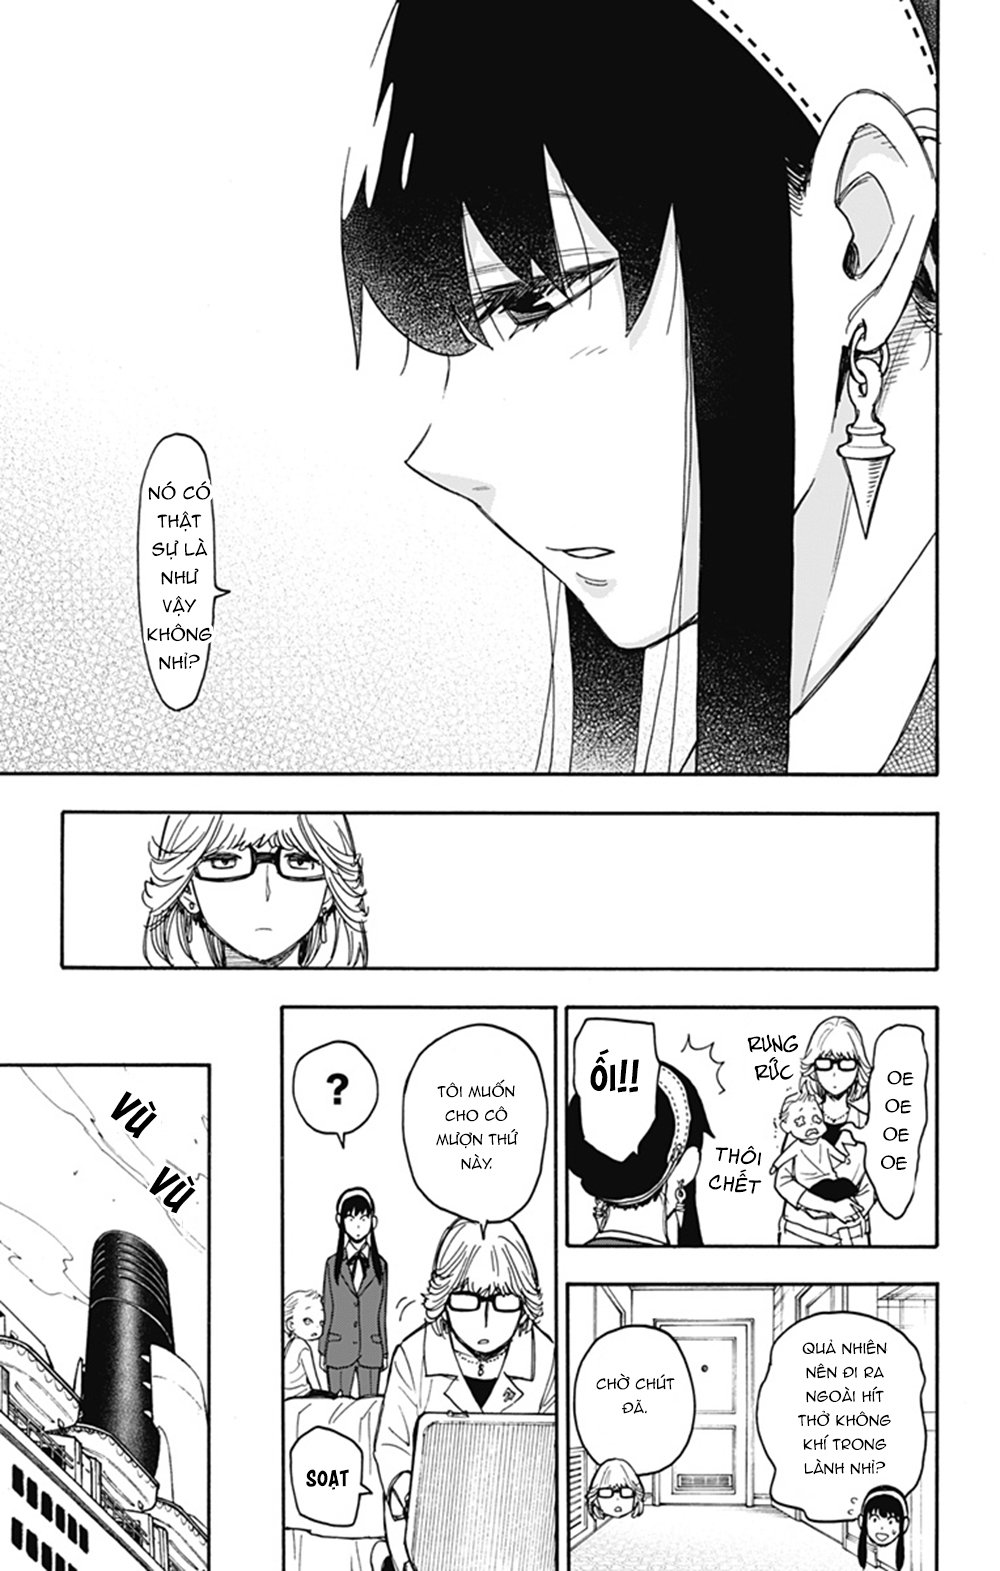 NÓ CÓ
THẬT
SỰ LÀ
NHƯ
VẬY
KHÔNG
NHỈ?
OE
OE
OE
OE
RUNG
RỨC
ỐI!!
THÔI
CHẾT
TÔI MUỐN
CHO CÔ
MƯỢN THỨ
NÀY.
?
SOẠT
QUẢ NHIÊN
NÊN ĐI RA
NGOÀI HÍT
THỞ KHÔNG
KHÍ TRONG
LÀNH NHỈ?
CHỜ CHÚT
ĐÃ.
VÙ
VÙ